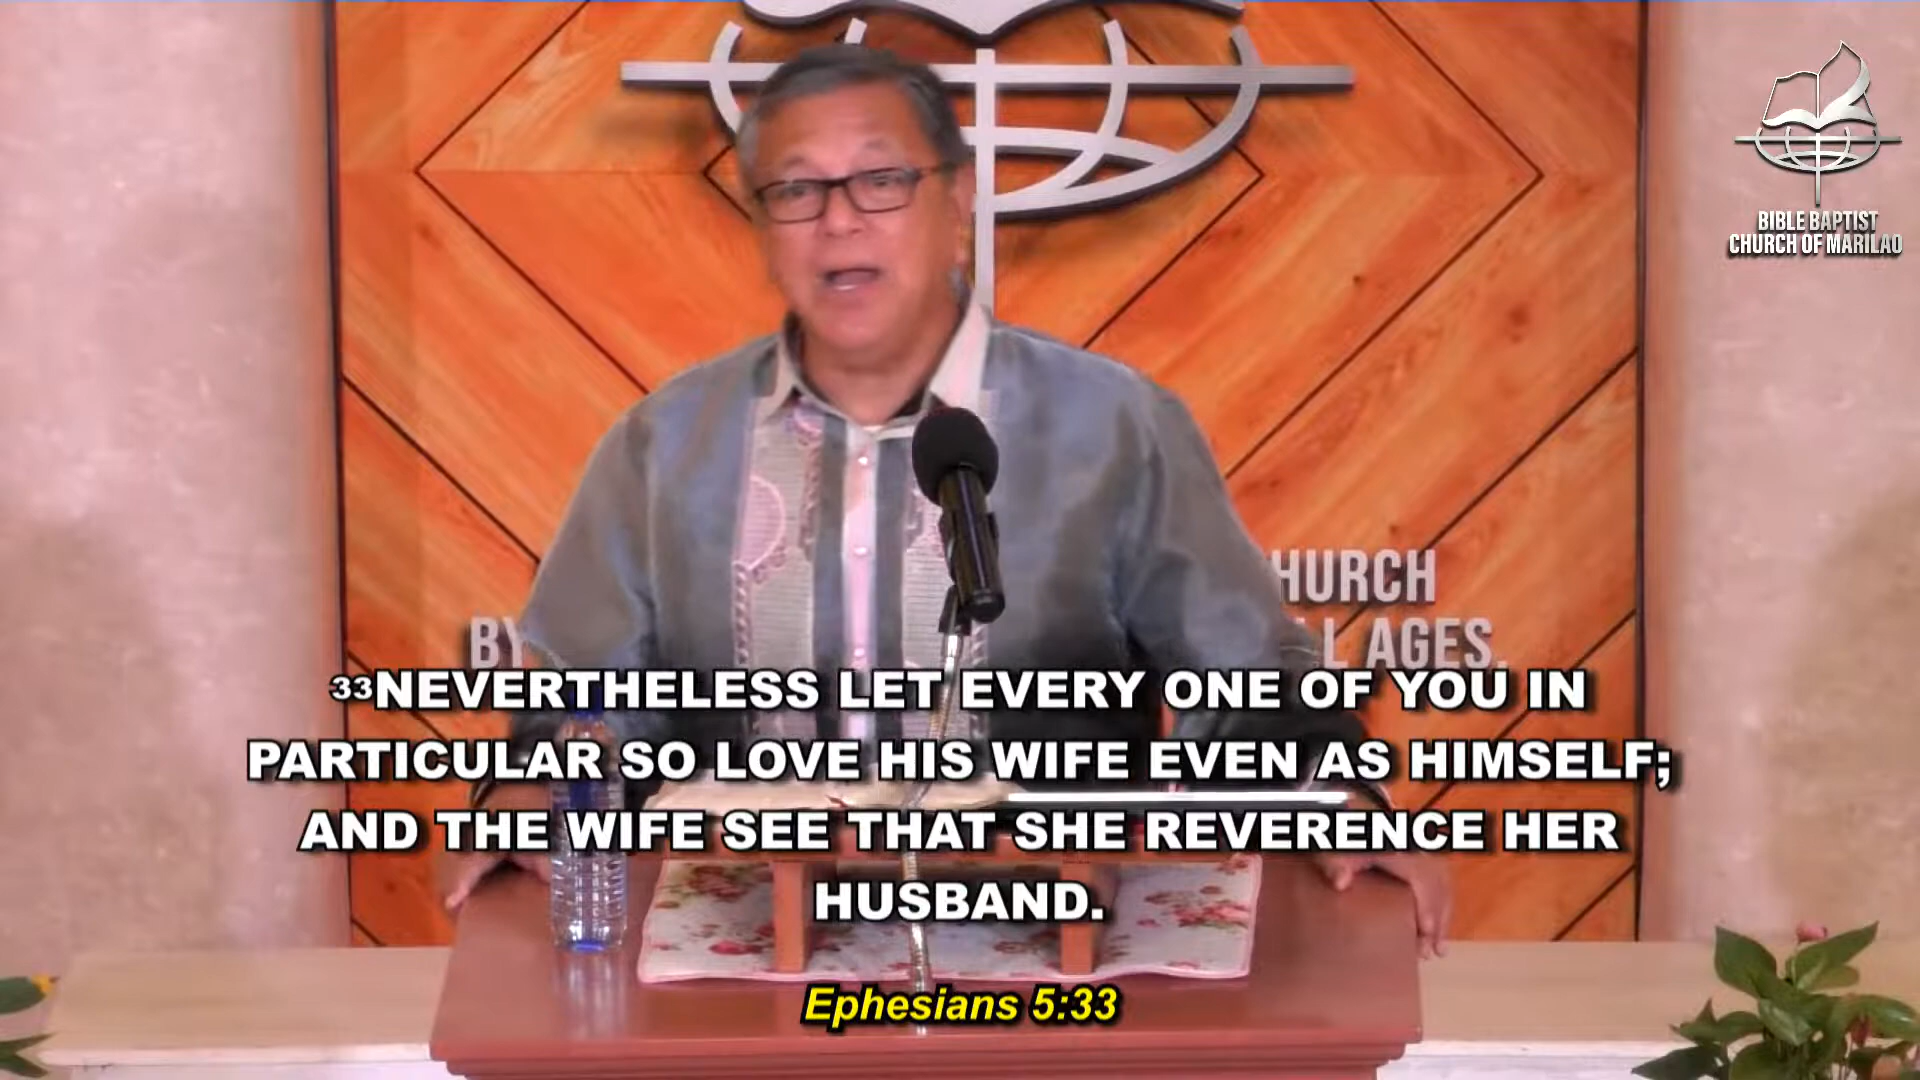 BIBLE BAPTIST
CHURCH OF MARILAO
HURCH
BY
LL AGES.
33NEVERTHELESS LET EVERY ONE OF YOU IN
PARTICULAR SO LOVE HIS WIFE EVEN AS HIMSELF;
AND THE WIFE SEE THAT SHE REVERENCE HER
HUSBAND.
Ephesians 5:33